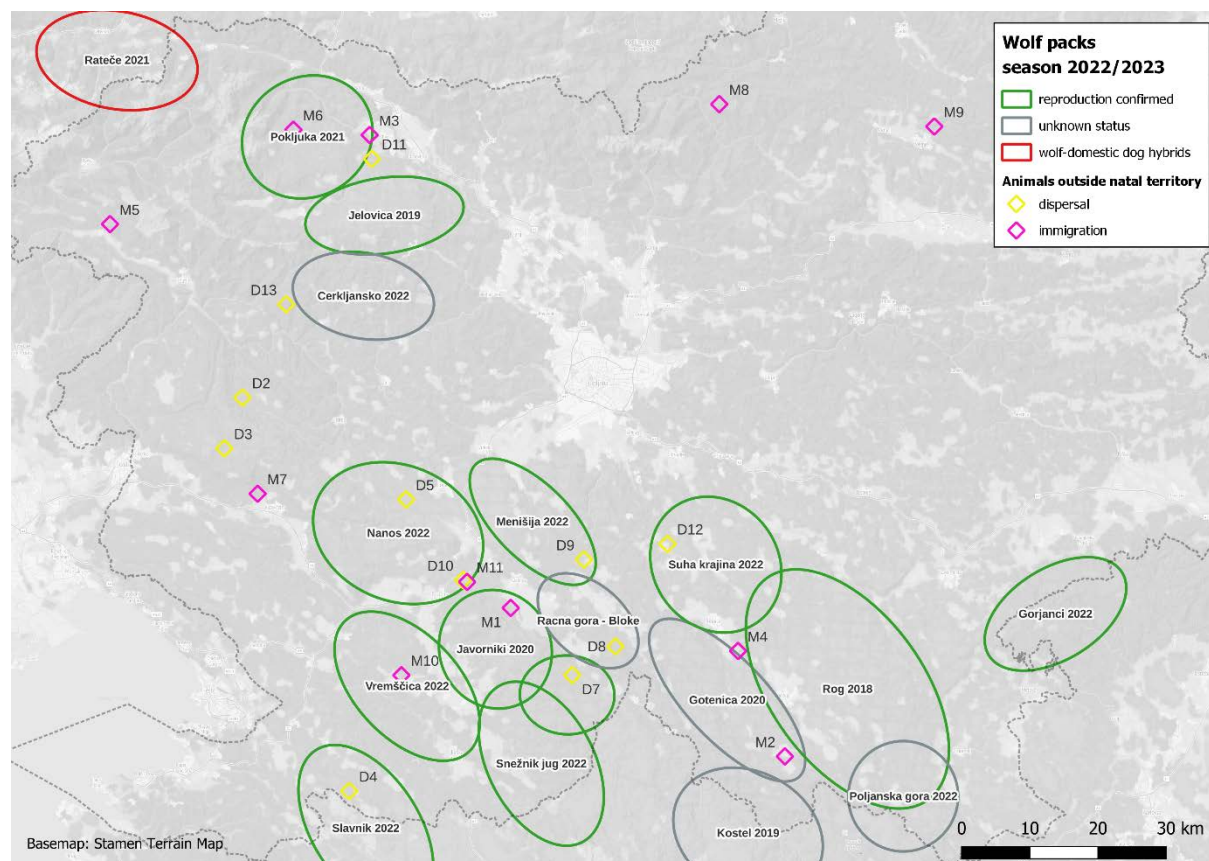 Rateče 2021
M6
Pokljuka 2021
M3
D11
M8
M9
Wolf packs
season 2022/2023
reproduction confirmed
unknown status
wolf-domestic dog hybrids
Animals outside natal territory
dispersal
immigration
M5
Jelovica 2019
D13
Cerkljansko 2022
D2
D3
M7
D5
Nanos 2022
Menišija 2022
D9
D12
Suha krajina 2022
D10
M11
M1
Racna gora - Bloke
Gorjanci 2022
Javorniki 2020
D8
M4
M10
Vremščica 2022
D7
Gotenica 2020
Rog 2018
Snežnik jug 2022
M2
D4
Slavnik 2022
Poljanska gora 2022
Kostel 2019
0 10 20 30 km
Basemap: Stamen Terrain Map